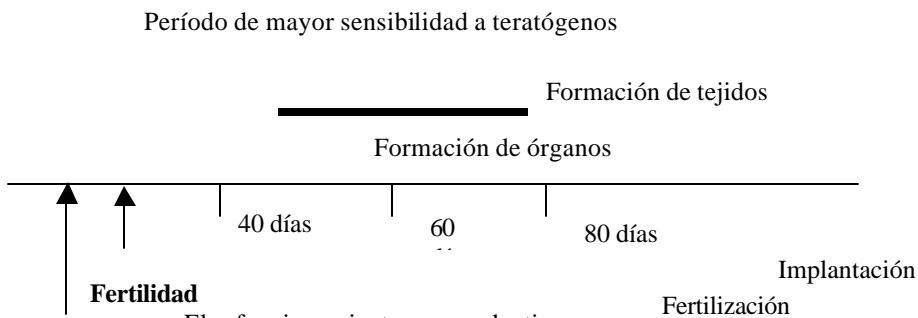 Período de mayor sensibilidad a teratógenos
Formación de tejidos
Formación de órganos
40 días
60
80 días
Implantación
Fertilidad
Fertilización